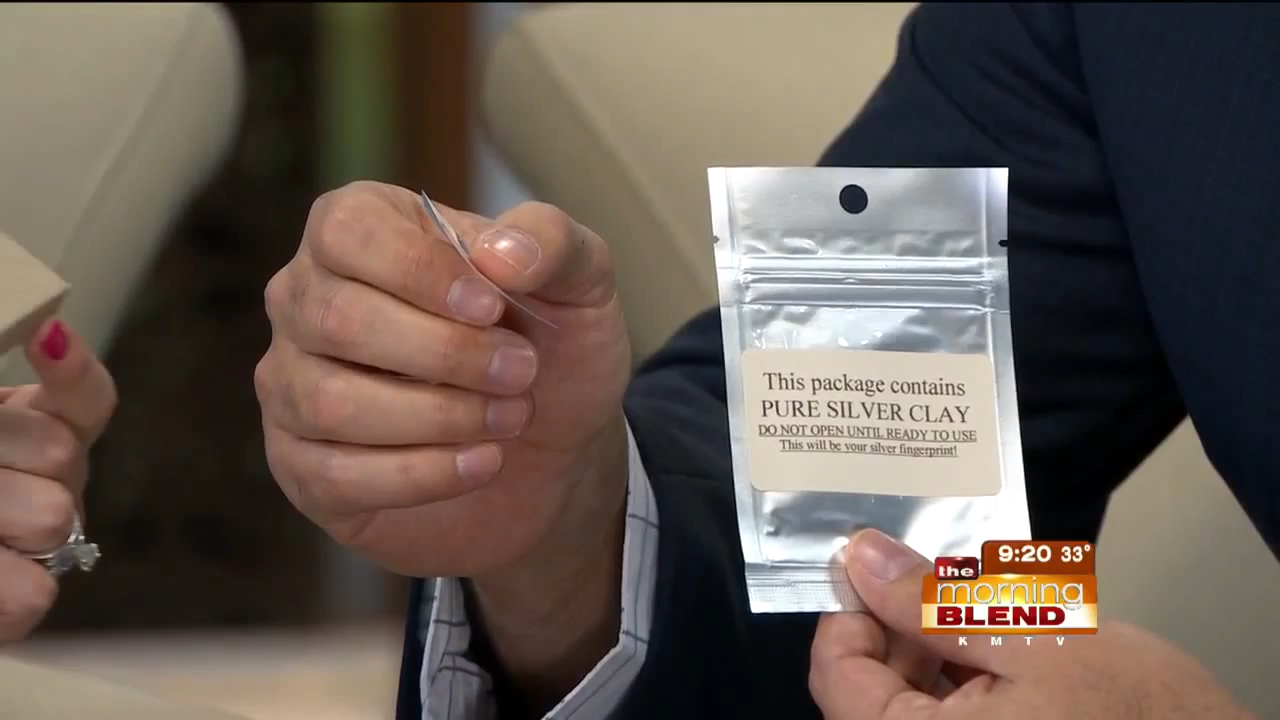 This package contains
PURE SILVER CLAY
DO NOT OPEN UNTIL READY TO USE
This will be your silver fingerprint!
9:20 33°
the
morning
BLEND
KMTV